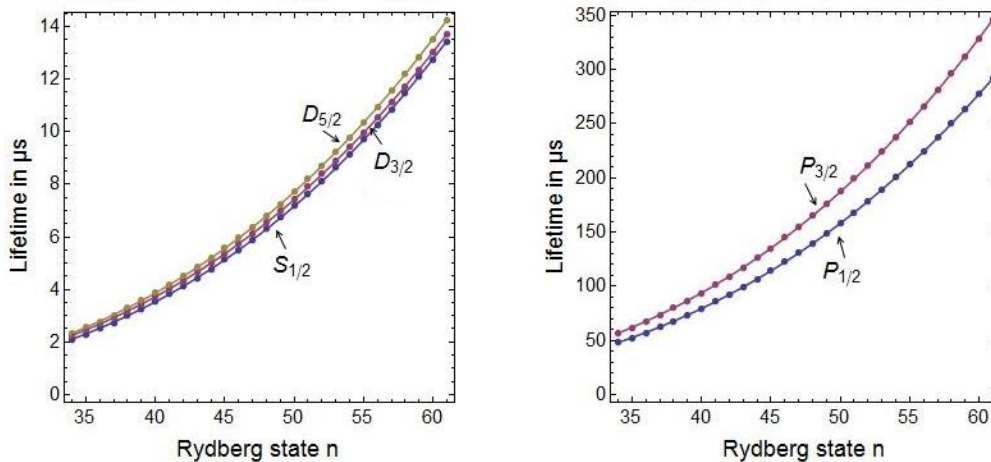 Lifetime in μs
14
12
10
8
6
4
2
0
D5/2
D3/2
S1/2
35 40 45 50 55 60
Rydberg state n
Lifetime in μs
350
300
250
200
150
100
50
0
P3/2
P1/2
35 40 45 50 55 60
Rydberg state n